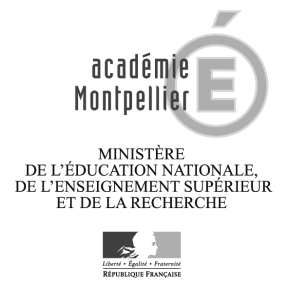 académie
Montpellier
É
MINISTÈRE
DE L'ÉDUCATION NATIONALE,
DE L'ENSEIGNEMENT SUPÉRIEUR
ET DE LA RECHERCHE
Liberté • Égalité • Fraternité
RÉPUBLIQUE FRANÇAISE